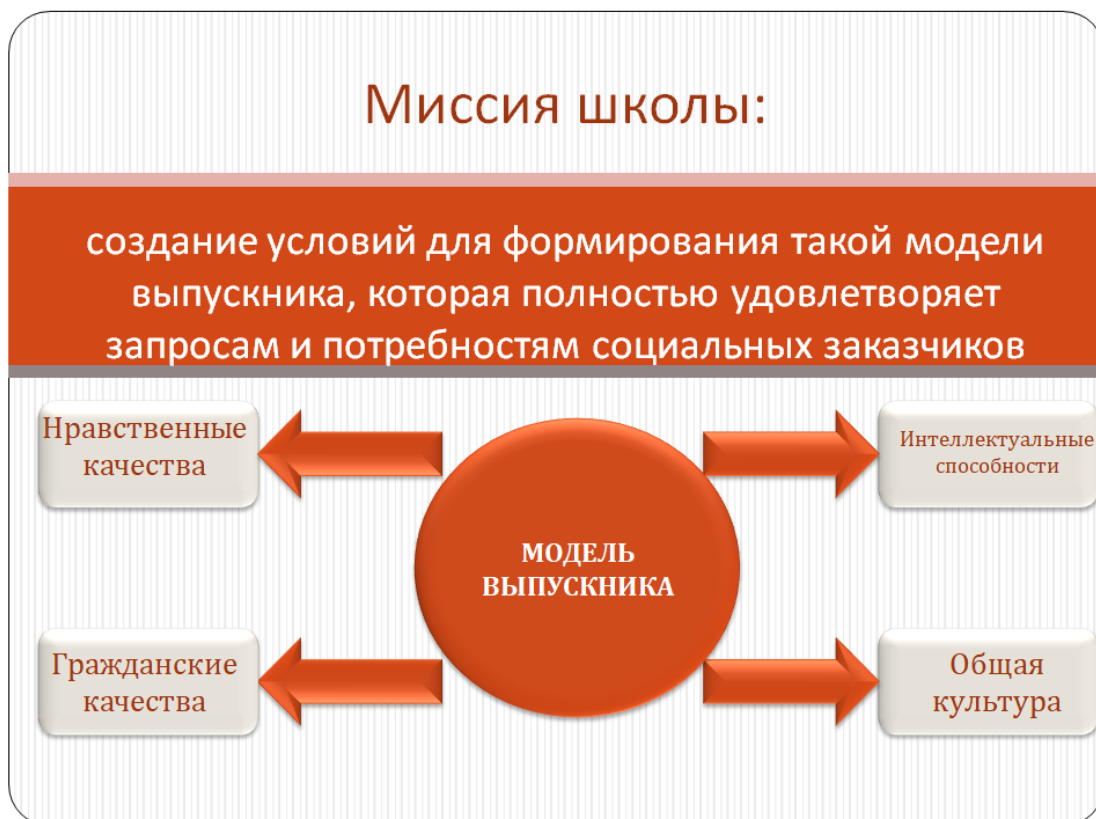 Миссия школы:
создание условий для формирования такой модели
выпускника, которая полностью удовлетворяет
запросам и потребностям социальных заказчиков
Нравственные
качества
Интеллектуальные
способности
МОДЕЛЬ
ВЫПУСКНИКА
Гражданские
качества
Общая
культура